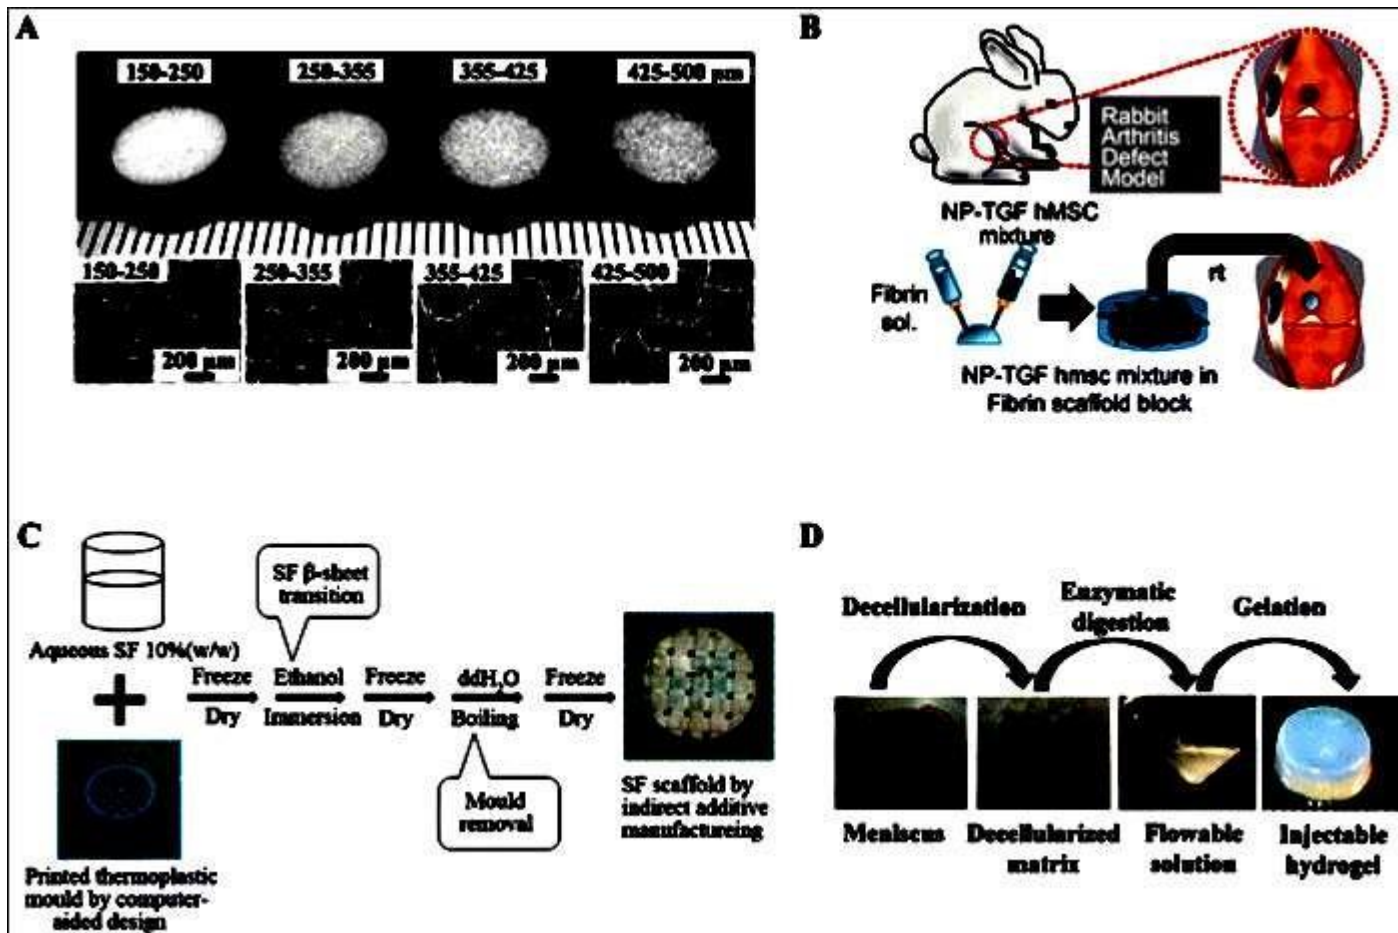 A
150-250
250-355
355-425
425-500 μm
150-250
250-355
355-425
425-500
200 μm
200 μm
200 μm
200 μm
B
Rabbit
Arthritis
Defect
Model
NP-TGF hMSC
mixture
Fibrin
sol.
rt
NP-TGF hmsc mixture in
Fibrin scaffold block
C
SF β-sheet
transition
Aqueous SF 10%(w/w)
Freeze
Dry
Ethanol
Immersion
Freeze
Dry
ddH₂O
Boiling
Freeze
Dry
Mould
removal
Printed thermoplastic
mould by computer-
aided design
SF scaffold by
indirect additive
manufactureing
D
Decellularization
Enzymatic
digestion
Gelation
Meniscus
Decellularized
matrix
Flowable
solution
Injectable
hydrogel